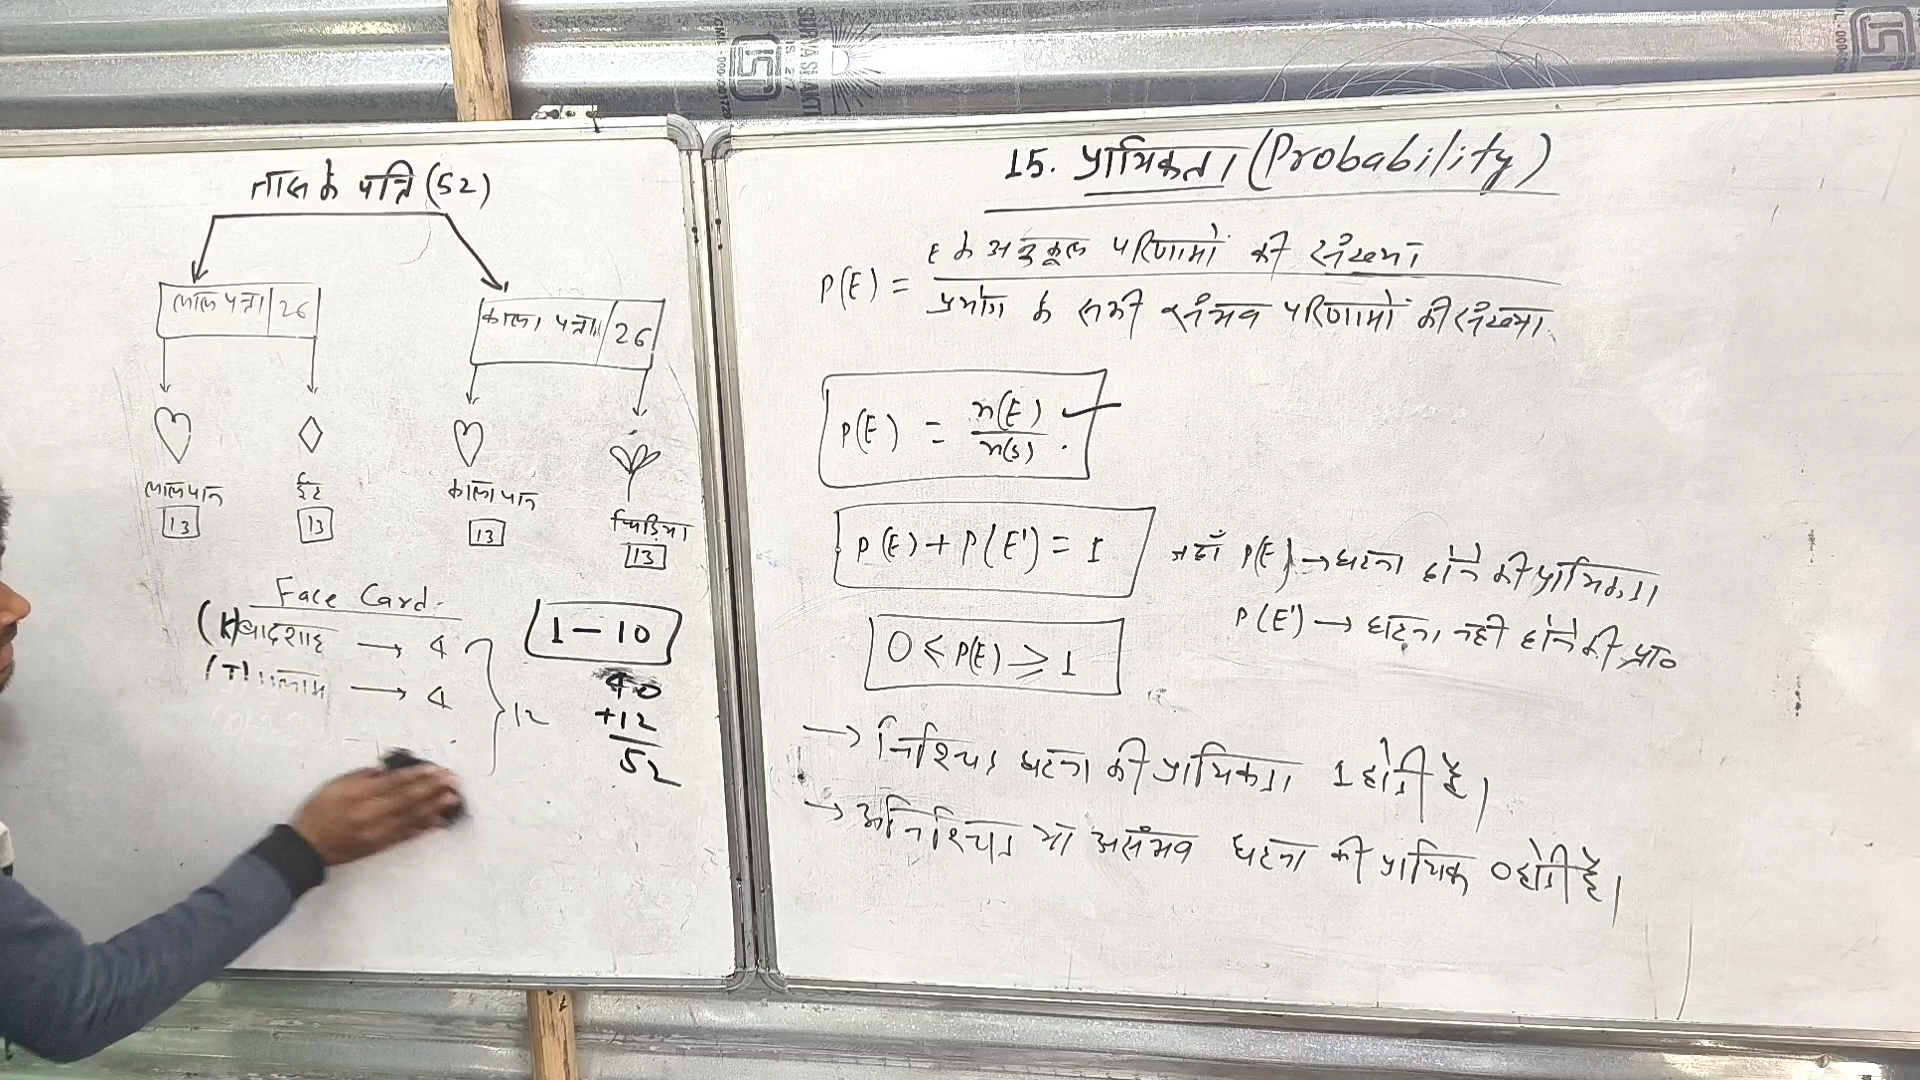 ताश के पत्ते (52)
लाल पत्ता 26
काला पत्ता 26
लालपान
13
ईंट
13
काला पान
13
चिड़िया
13
Face Card
(K) बादशाह → 4
गुलाम → 4
12
1 – 10
40
+12
52
15. प्रायिकता (Probability)
P(E) = E के अनुकूल परिणामों की संख्या
प्रयोग के सभी संभव परिणामों की संख्या
P(E) = n(E)
n(s)
P(E) + P(E') = 1 जहाँ P(E) → घटना होने की प्रायिकता
P(E') → घटना नहीं होने की प्रा०
0 ⩽ P(E) ⩾ 1
→ निश्चित घटना की प्रायिकता 1 होती है।
→ अनिश्चित या असंभव घटना की प्रायिक 0 होती है।